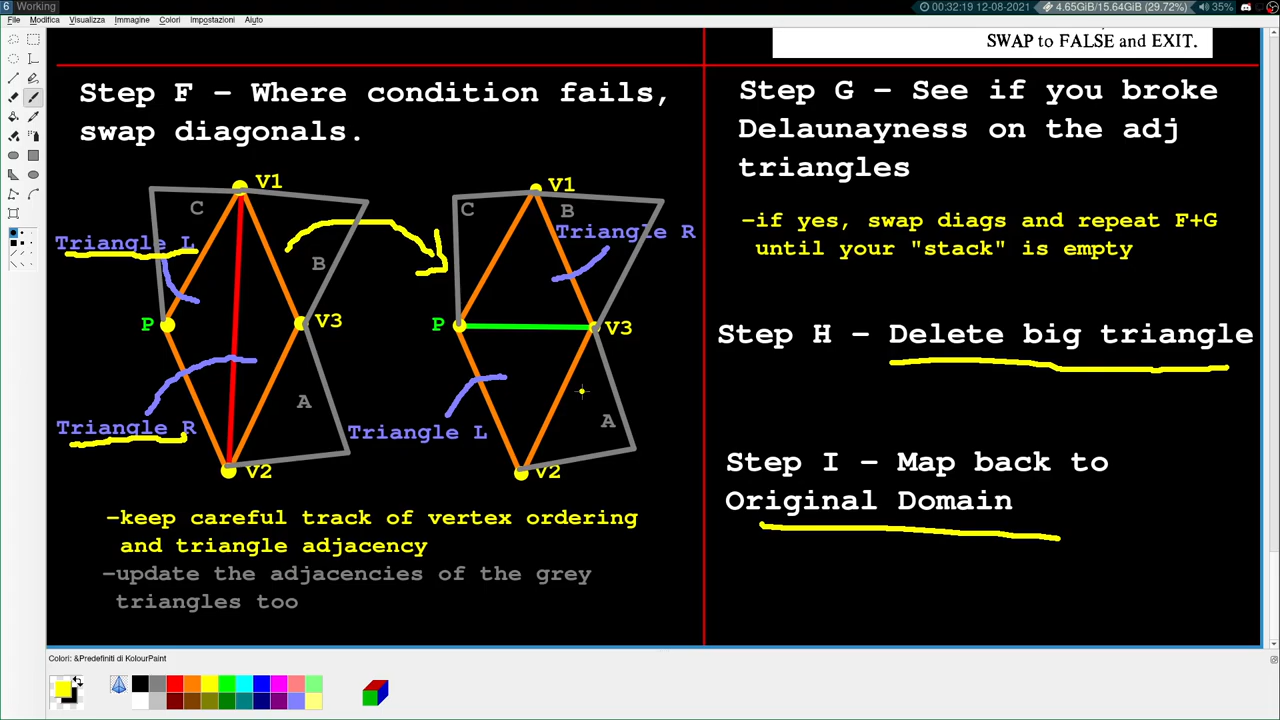 6 Working
00:32:19 12-08-2021
4.65GiB/15.64GiB (29.72%)
35%
File Modifica Visualizza Immagine Colori Impostazioni Aiuto
SWAP to FALSE and EXIT.
Step F - Where condition fails,
swap diagonals.
V1
C
Triangle L
B
P
V3
A
Triangle R
V2
V1
C
B
Triangle R
P
V3
A
Triangle L
V2
-keep careful track of vertex ordering
and triangle adjacency
-update the adjacencies of the grey
triangles too
Step G - See if you broke
Delaunayness on the adj
triangles
-if yes, swap diags and repeat F+G
until your "stack" is empty
Step H - Delete big triangle
Step I - Map back to
Original Domain
Colori: &Predefiniti di KolourPaint